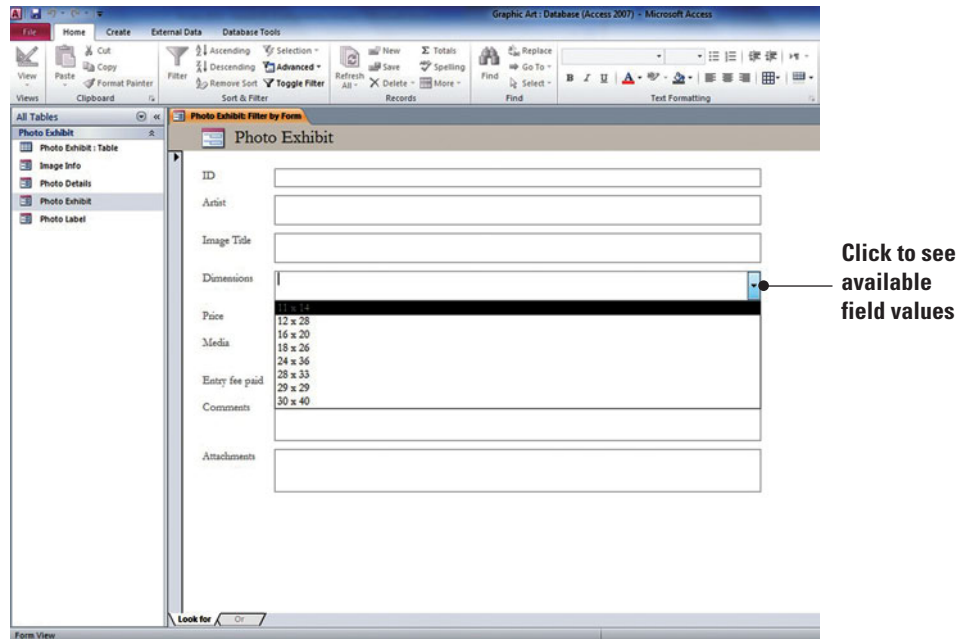 Graphic Art : Database (Access 2007) - Microsoft Access
File Home Create External Data Database Tools
View
Views
Paste
Cut
Copy
Format Painter
Clipboard
Filter
Ascending
Descending
Remove Sort
Selection
Advanced
Toggle Filter
Sort & Filter
Refresh All
New
Save
Delete
Totals
Spelling
More
Records
Find
Replace
Go To
Select
Find
B I U A
Text Formatting
All Tables
Photo Exhibit
Photo Exhibit : Table
Image Info
Photo Details
Photo Exhibit
Photo Label
Photo Exhibit: Filter by Form
Photo Exhibit
ID
Artist
Image Title
Dimensions
11 x 14
12 x 28
16 x 20
18 x 26
24 x 36
28 x 33
29 x 29
30 x 40
Price
Media
Entry fee paid
Comments
Attachments
Look for Or
Form View
Click to see
available
field values